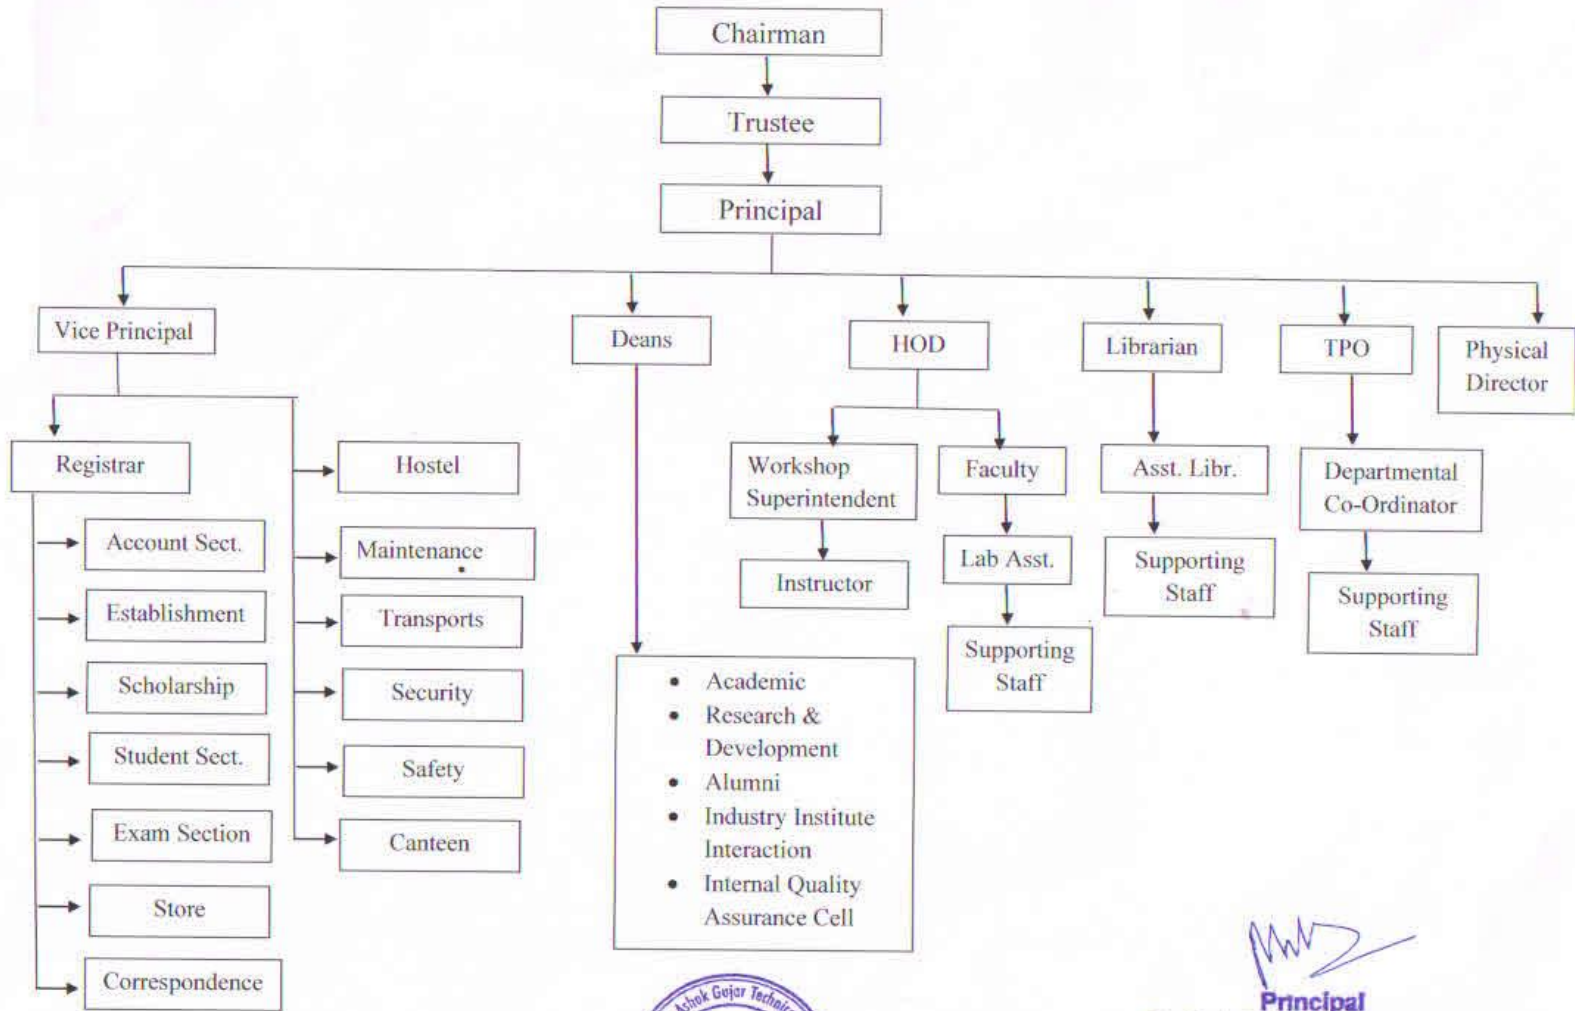 Chairman
Trustee
Principal
Vice Principal
Deans
HOD
Librarian
TPO
Physical
Director
Registrar
Hostel
Workshop
Superintendent
Faculty
Asst. Libr.
Departmental
Co-Ordinator
Account Sect.
Maintenance
Instructor
Lab Asst.
Supporting
Staff
Supporting
Staff
Establishment
Transports
Supporting
Staff
Scholarship
Security
• Academic
• Research &
Development
• Alumni
• Industry Institute
Interaction
• Internal Quality
Assurance Cell
Student Sect.
Safety
Exam Section
Canteen
Store
Correspondence
Ashok Gujar Technical
Principal